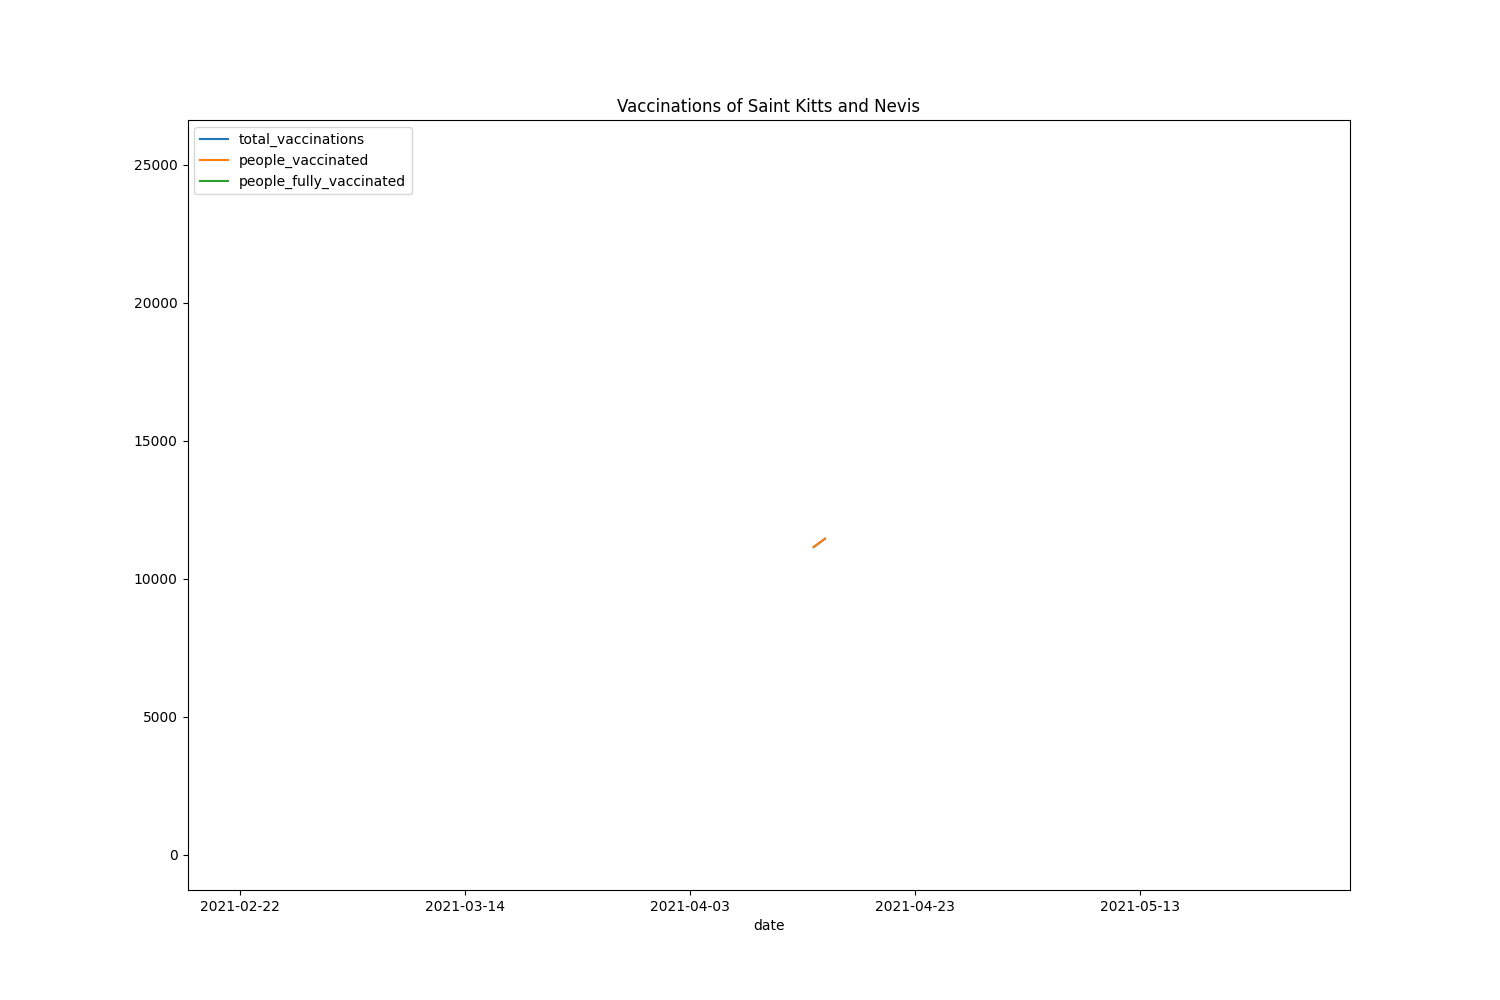 Vaccinations of Saint Kitts and Nevis
total_vaccinations
people_vaccinated
people_fully_vaccinated
25000
20000
15000
10000
5000
0
2021-02-22 2021-03-14 2021-04-03 2021-04-23 2021-05-13
date